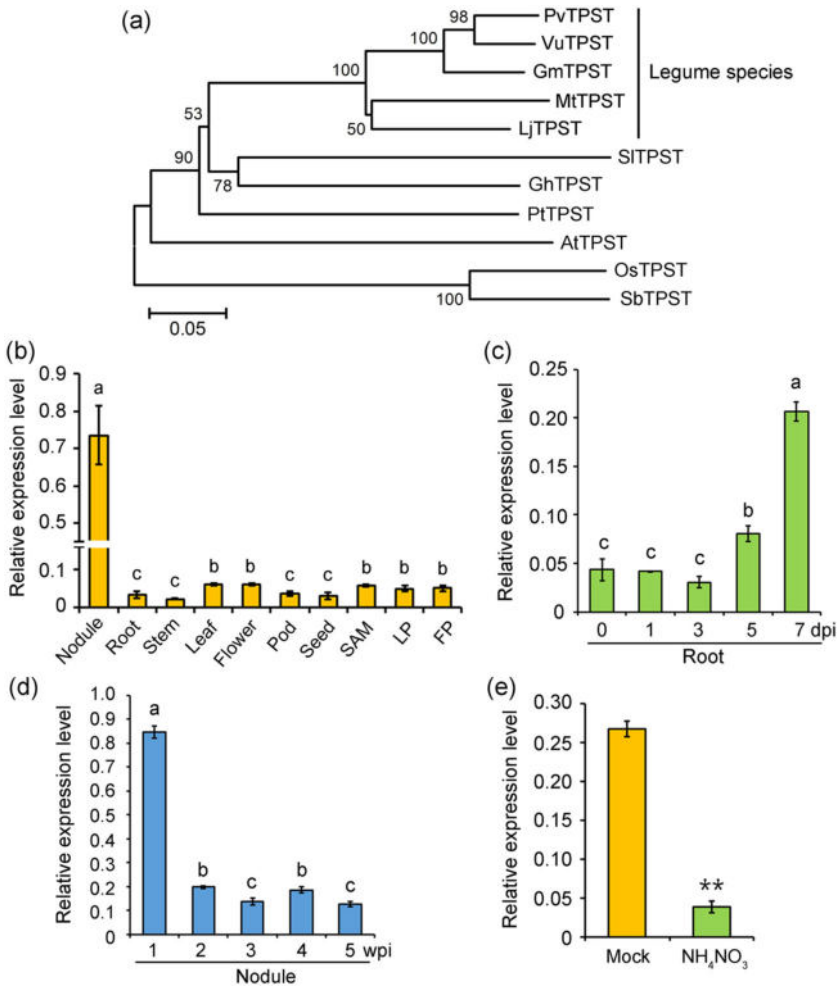 (a)
98
PvTPST
100
VuTPST
100
GmTPST
Legume species
MtTPST
50
LjTPST
53
SlTPST
90
78
GhTPST
PtTPST
AtTPST
OsTPST
100
SbTPST
0.05
(b)
Relative expression level
0.9
0.8
0.7
0.6
0.5
0.1
0
a
c
c
b
b
c
c
b
b
b
Nodule
Root
Stem
Leaf
Flower
Pod
Seed
SAM
LP
FP
(c)
Relative expression level
0.25
0.20
0.15
0.10
0.05
0
c
c
c
b
a
0 1 3 5 7 dpi
Root
(d)
Relative expression level
1.0
0.9
0.8
0.7
0.6
0.5
0.4
0.3
0.2
0.1
0
a
b
c
b
c
1 2 3 4 5 wpi
Nodule
(e)
Relative expression level
0.30
0.25
0.20
0.15
0.10
0.05
0
**
Mock
NH₄NO₃